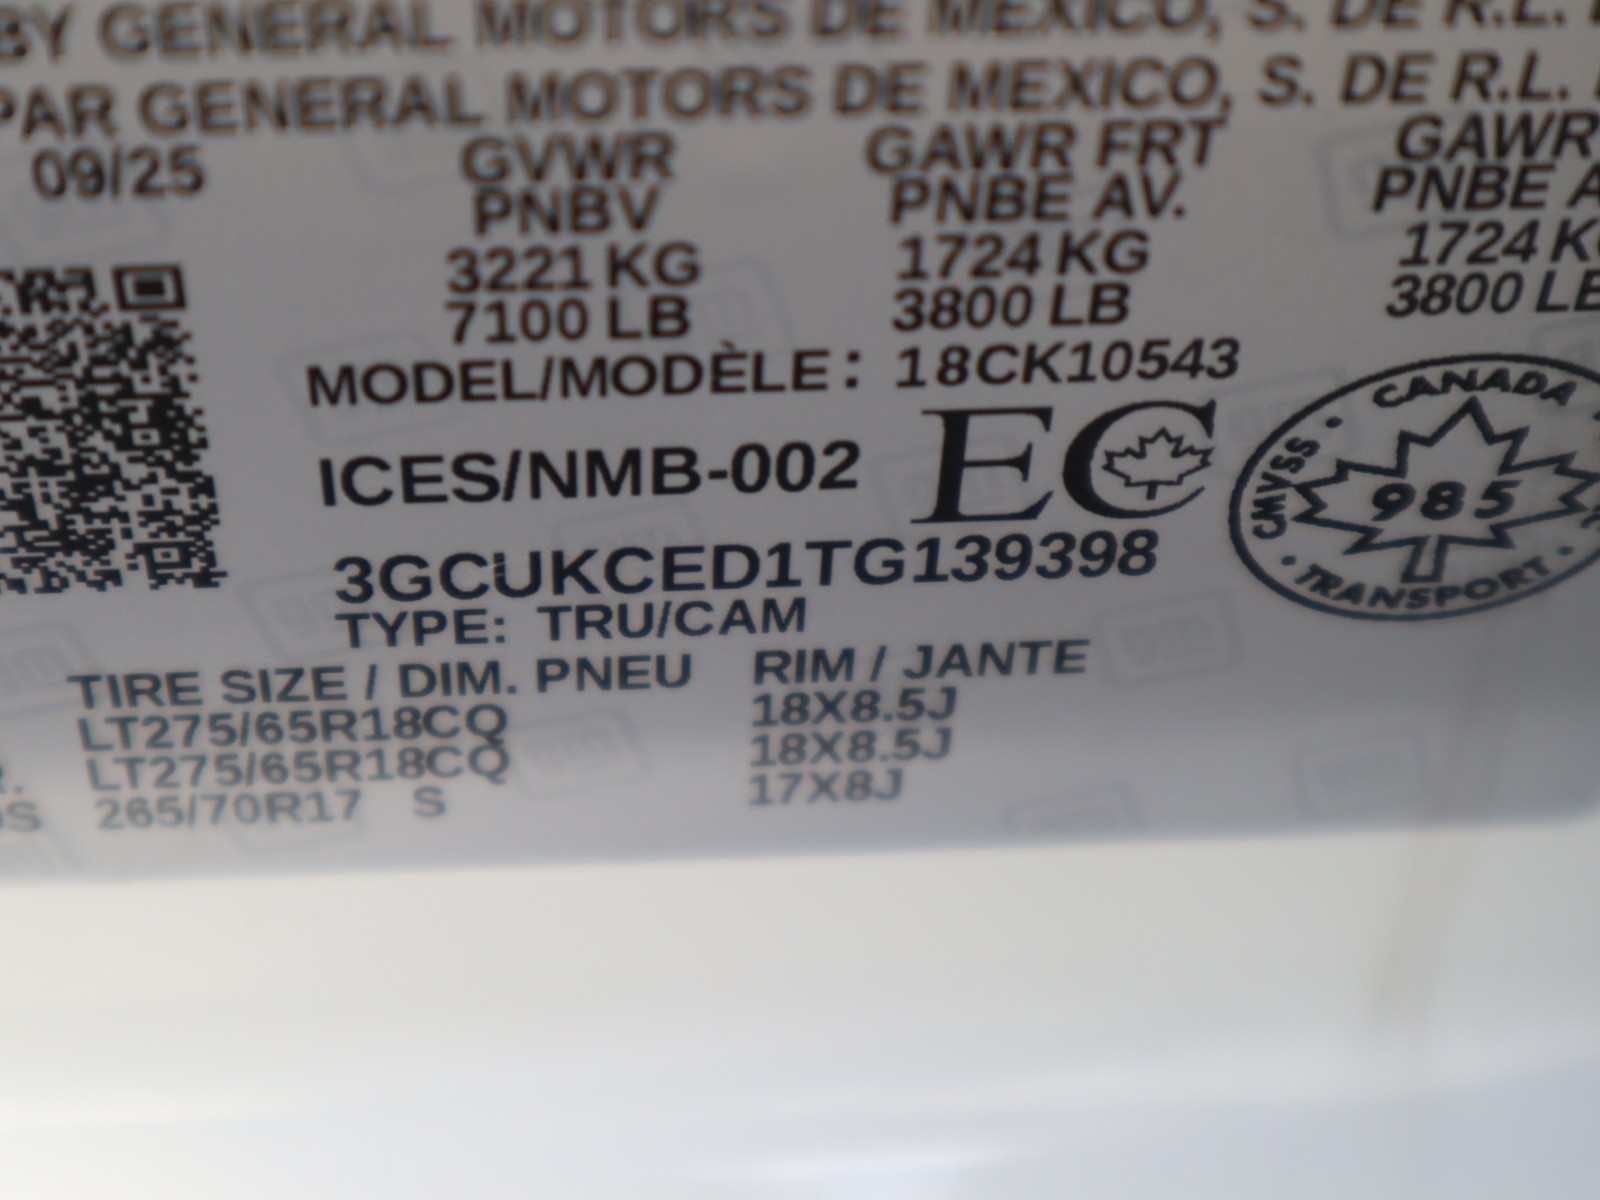 BY GENERAL MOTORS DE MEXICO, S. DE R.L.
PAR GENERAL MOTORS DE MEXICO, S. DE R.L.
09/25 GVWR GAWR FRT GAWR
PNBV PNBE AV. PNBE A
3221 KG 1724 KG 1724 KG
7100 LB 3800 LB 3800 LB
MODEL/MODÈLE: 18CK10543
ICES/NMB-002 EC
CANADA
CMVSS
985
TRANSPORT
3GCUKCED1TG139398
TYPE: TRU/CAM
TIRE SIZE / DIM. PNEU RIM / JANTE
LT275/65R18CQ 18X8.5J
R. LT275/65R18CQ 18X8.5J
OS 265/70R17 S 17X8J